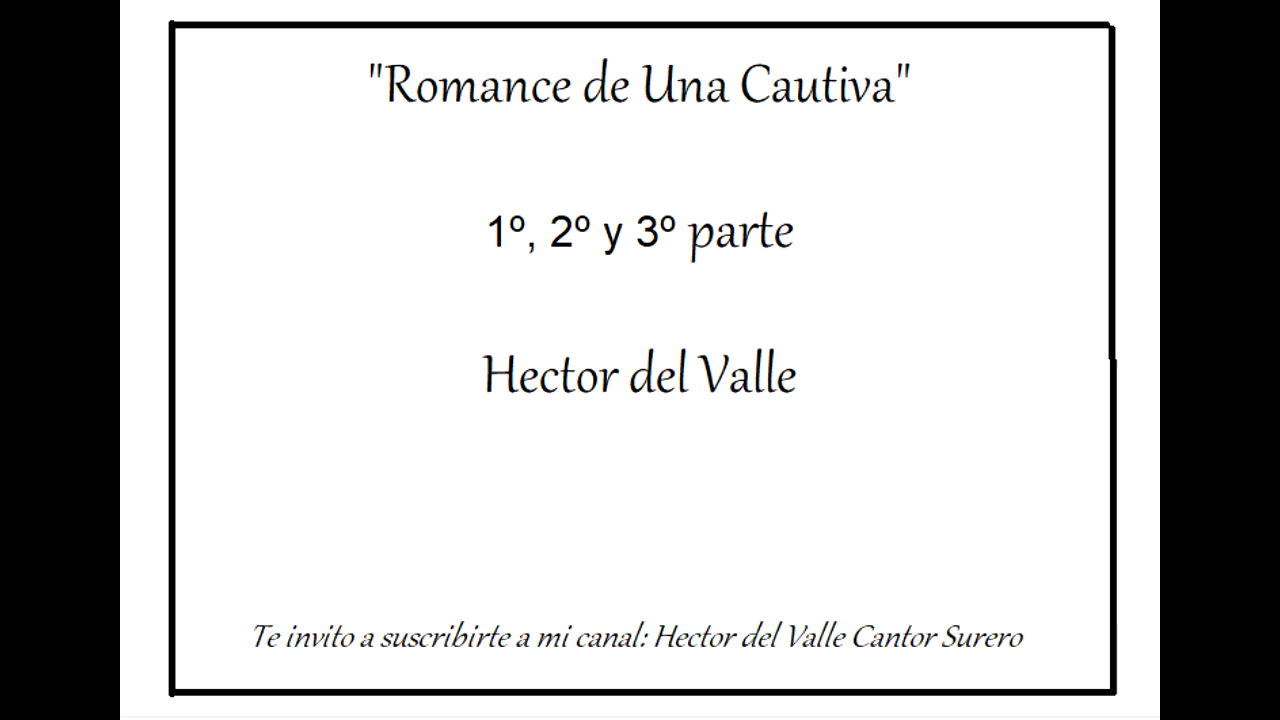 "Romance de Una Cautiva"
1º, 2º y 3º parte
Hector del Valle
Te invito a suscribirte a mi canal: Hector del Valle Cantor Surero